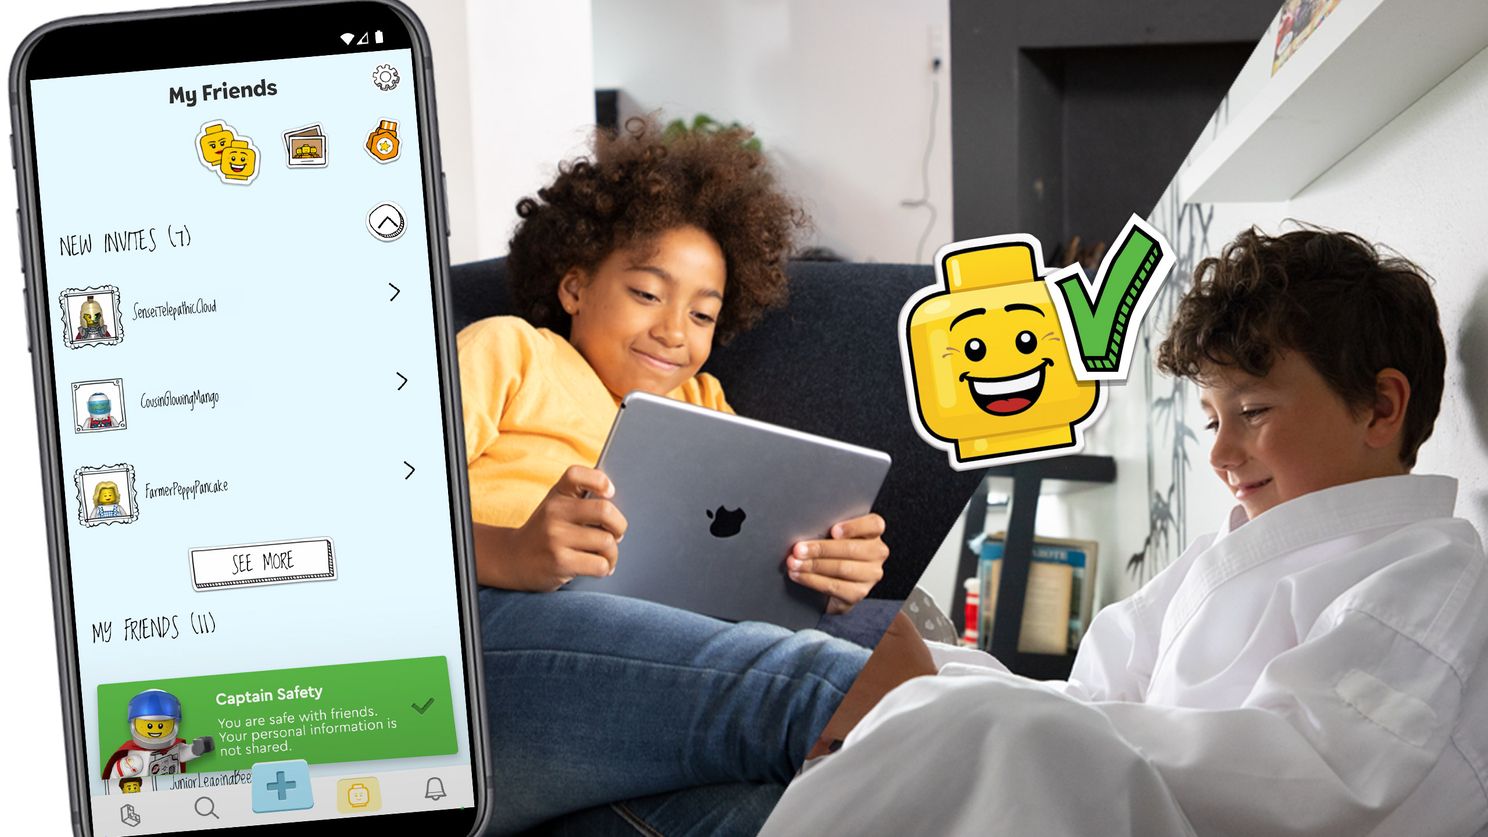 My Friends
NEW INVITES (7)
SenseiTelepathicCloud
CousinGlowingMango
FarmerPeppyPancake
SEE MORE
MY FRIENDS (11)
Captain Safety
You are safe with friends.
Your personal information is
not shared.